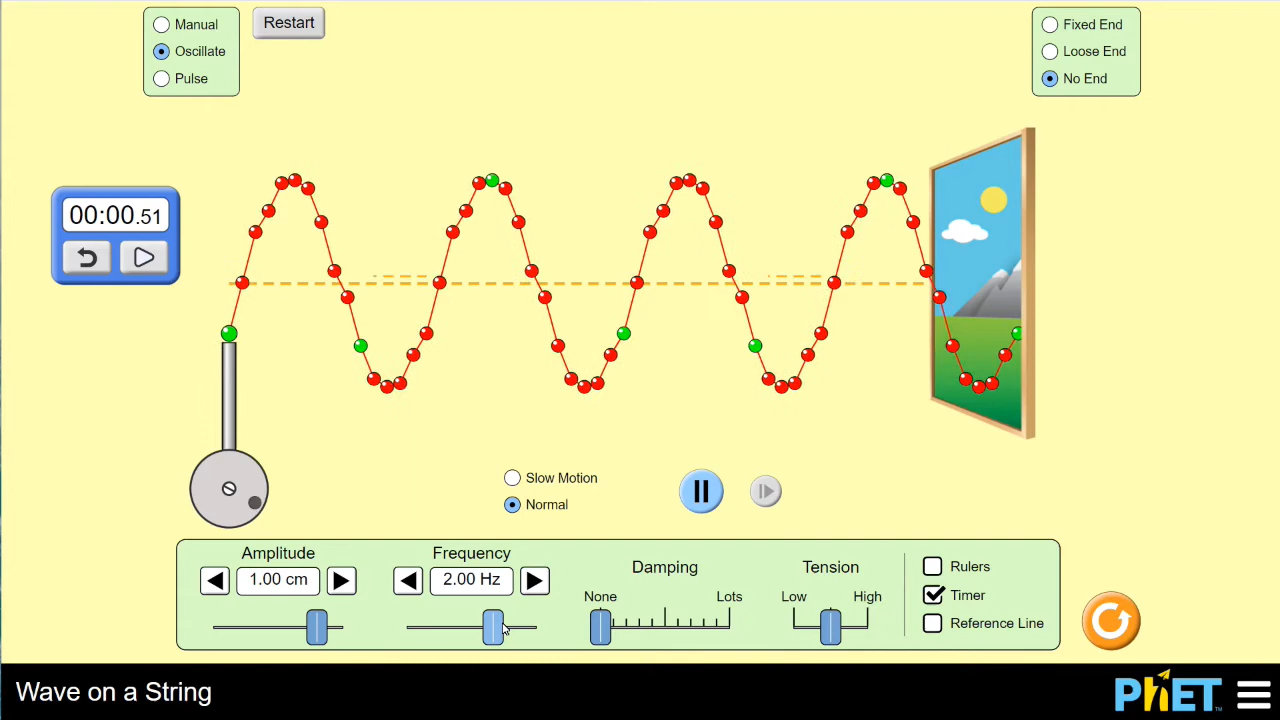 Manual
Oscillate
Pulse
Restart
Fixed End
Loose End
No End
00:00.51
Slow Motion
Normal
Amplitude
1.00 cm
Frequency
2.00 Hz
Damping
None
Lots
Tension
Low
High
Rulers
Timer
Reference Line
Wave on a String
PhET